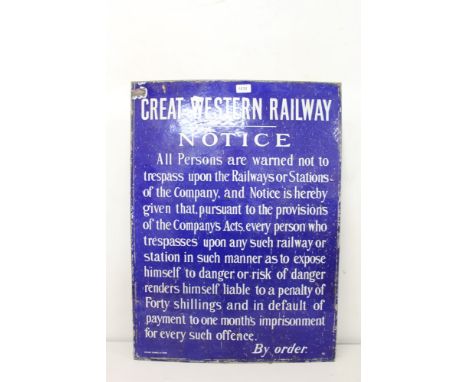 GREAT WESTERN RAILWAY
NOTICE
All Persons are warned not to
trespass upon the Railways or Stations
of the Company, and Notice is hereby
given that, pursuant to the provisions
of the Company's Acts, every person who
trespasses upon any such railway or
station in such manner as to expose
himself to danger or risk of danger
renders himself liable to a penalty of
Forty shillings and in default of
payment to one month's imprisonment
for every such offence.
By order.